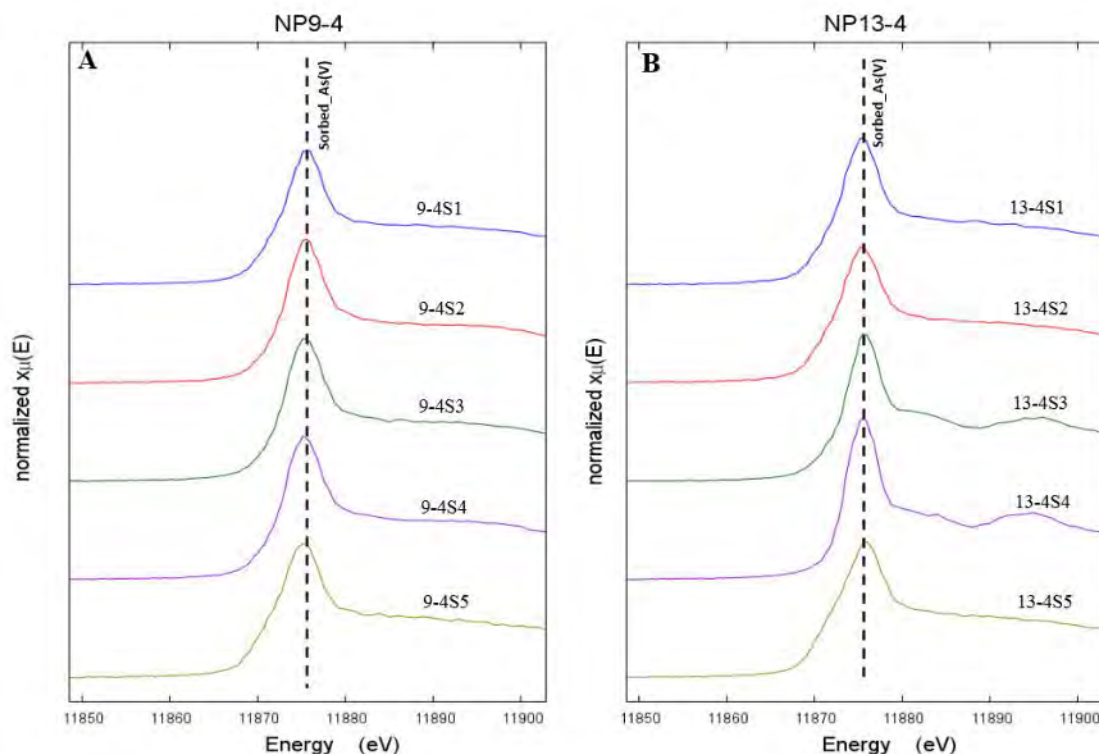 NP9-4
A
Sorbed_As(V)
9-4S1
9-4S2
9-4S3
9-4S4
9-4S5
normalized xμ(E)
11850 11860 11870 11880 11890 11900
Energy (eV)
NP13-4
B
Sorbed_As(V)
13-4S1
13-4S2
13-4S3
13-4S4
13-4S5
normalized xμ(E)
11850 11860 11870 11880 11890 11900
Energy (eV)